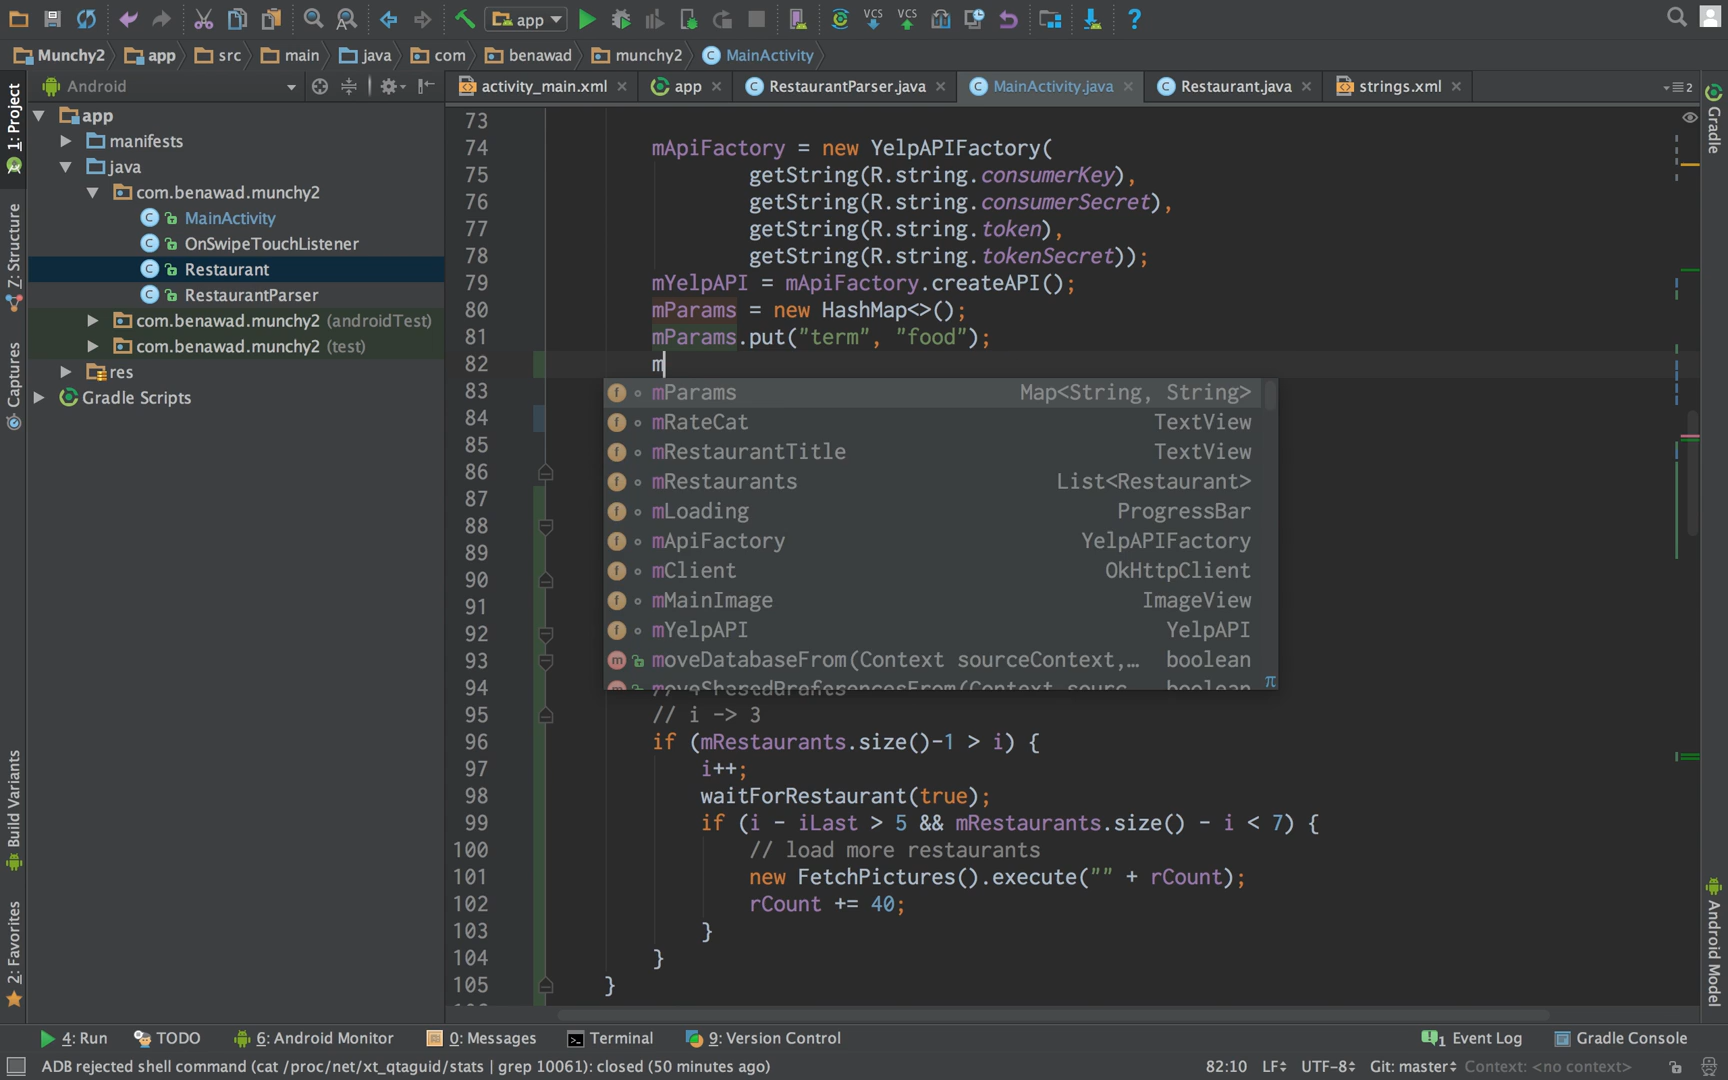 app
Munchy2
app
src
main
java
com
benawad
munchy2
MainActivity
Android
activity_main.xml
app
RestaurantParser.java
MainActivity.java
Restaurant.java
strings.xml
2
1: Project
Z: Structure
Captures
Build Variants
2: Favorites
Gradle
Android Model
app
manifests
java
com.benawad.munchy2
MainActivity
OnSwipeTouchListener
Restaurant
RestaurantParser
com.benawad.munchy2 (androidTest)
com.benawad.munchy2 (test)
res
Gradle Scripts
73
74 mApiFactory = new YelpAPIFactory(
75 getString(R.string.consumerKey),
76 getString(R.string.consumerSecret),
77 getString(R.string.token),
78 getString(R.string.tokenSecret));
79 mYelpAPI = mApiFactory.createAPI();
80 mParams = new HashMap<>();
81 mParams.put("term", "food");
82 m
83
84
85
86
87
88
89
90
91
92
93
94
mParams Map<String, String>
mRateCat TextView
mRestaurantTitle TextView
mRestaurants List<Restaurant>
mLoading ProgressBar
mApiFactory YelpAPIFactory
mClient OkHttpClient
mMainImage ImageView
mYelpAPI YelpAPI
moveDatabaseFrom(Context sourceContext,… boolean
moveSharedPreferencesFrom(Context sourc… boolean
π
95 // i -> 3
96 if (mRestaurants.size()-1 > i) {
97 i++;
98 waitForRestaurant(true);
99 if (i - iLast > 5 && mRestaurants.size() - i < 7) {
100 // load more restaurants
101 new FetchPictures().execute("" + rCount);
102 rCount += 40;
103 }
104 }
105 }
4: Run
TODO
6: Android Monitor
0: Messages
Terminal
9: Version Control
1 Event Log
Gradle Console
ADB rejected shell command (cat /proc/net/xt_qtaguid/stats | grep 10061): closed (50 minutes ago)
82:10 LF UTF-8 Git: master Context: <no context>